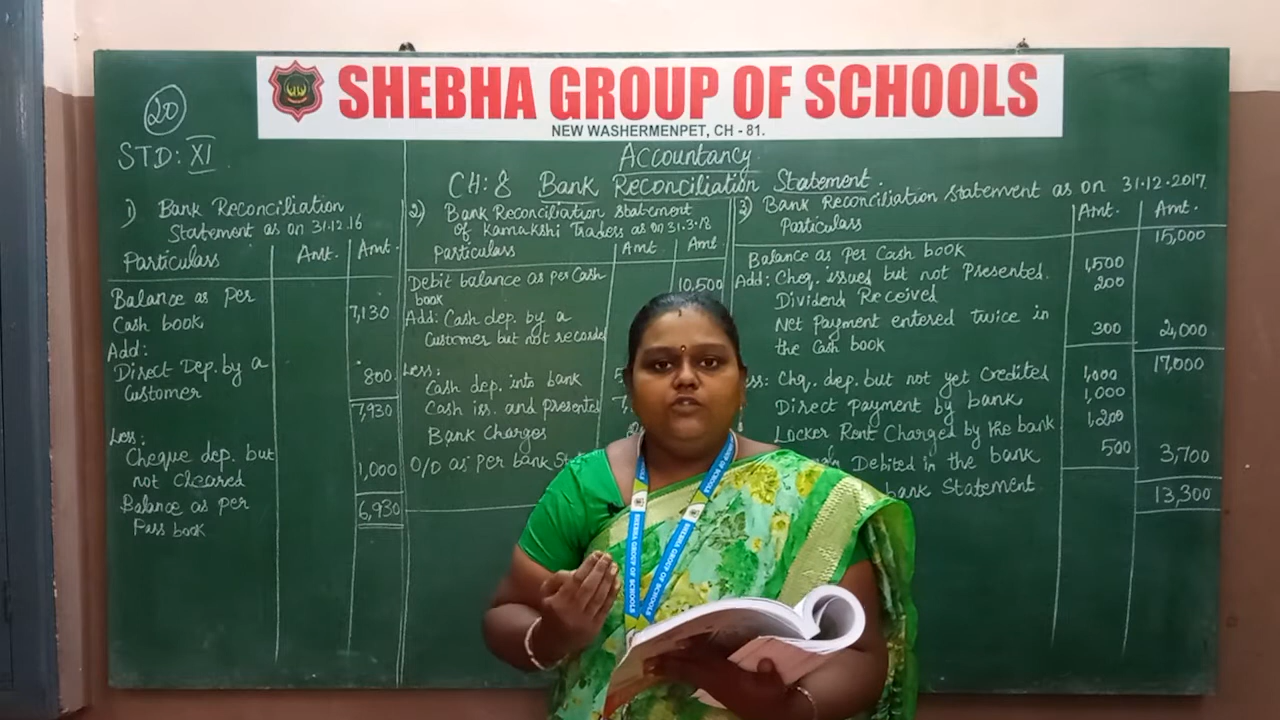 SHEBHA GROUP OF SCHOOLS
NEW WASHERMENPET, CH - 81.
20
STD: XI
Accountancy
CH: 8 Bank Reconciliation Statement
1) Bank Reconciliation
Statement as on 31.12.16
Particulars Amt. Amt.
Balance as per
Cash book 7,130
Add:
Direct Dep. by a
Customer 800
7,930
Less:
Cheque dep. but
not Cleared 1,000
Balance as per 6,930
Pass book
2) Bank Reconciliation Statement
of Kamakshi Traders as on 31.3.18
Particulars Amt Amt
Debit balance as per Cash
book 10,500
Add: Cash dep. by a
Customer but not recorded
Less:
Cash dep. into bank
Cash iss. and presented
Bank Charges
O/D as per bank
3) Bank Reconciliation Statement as on 31.12.2017
Particulars Amt. Amt.
Balance as Per Cash book 15,000
Add: Chq. issues but not Presented. 1,500
Dividend Received 200
Net Payment entered twice in
the Cash book 300 2,000
17,000
Chq. dep. but not yet Credited 1,000
Direct Payment by bank 1,000
Locker Rent Charged by the bank 1,200
Debited in the bank 500 3,700
bank Statement 13,300
SHEBHA GROUP OF SCHOOLS